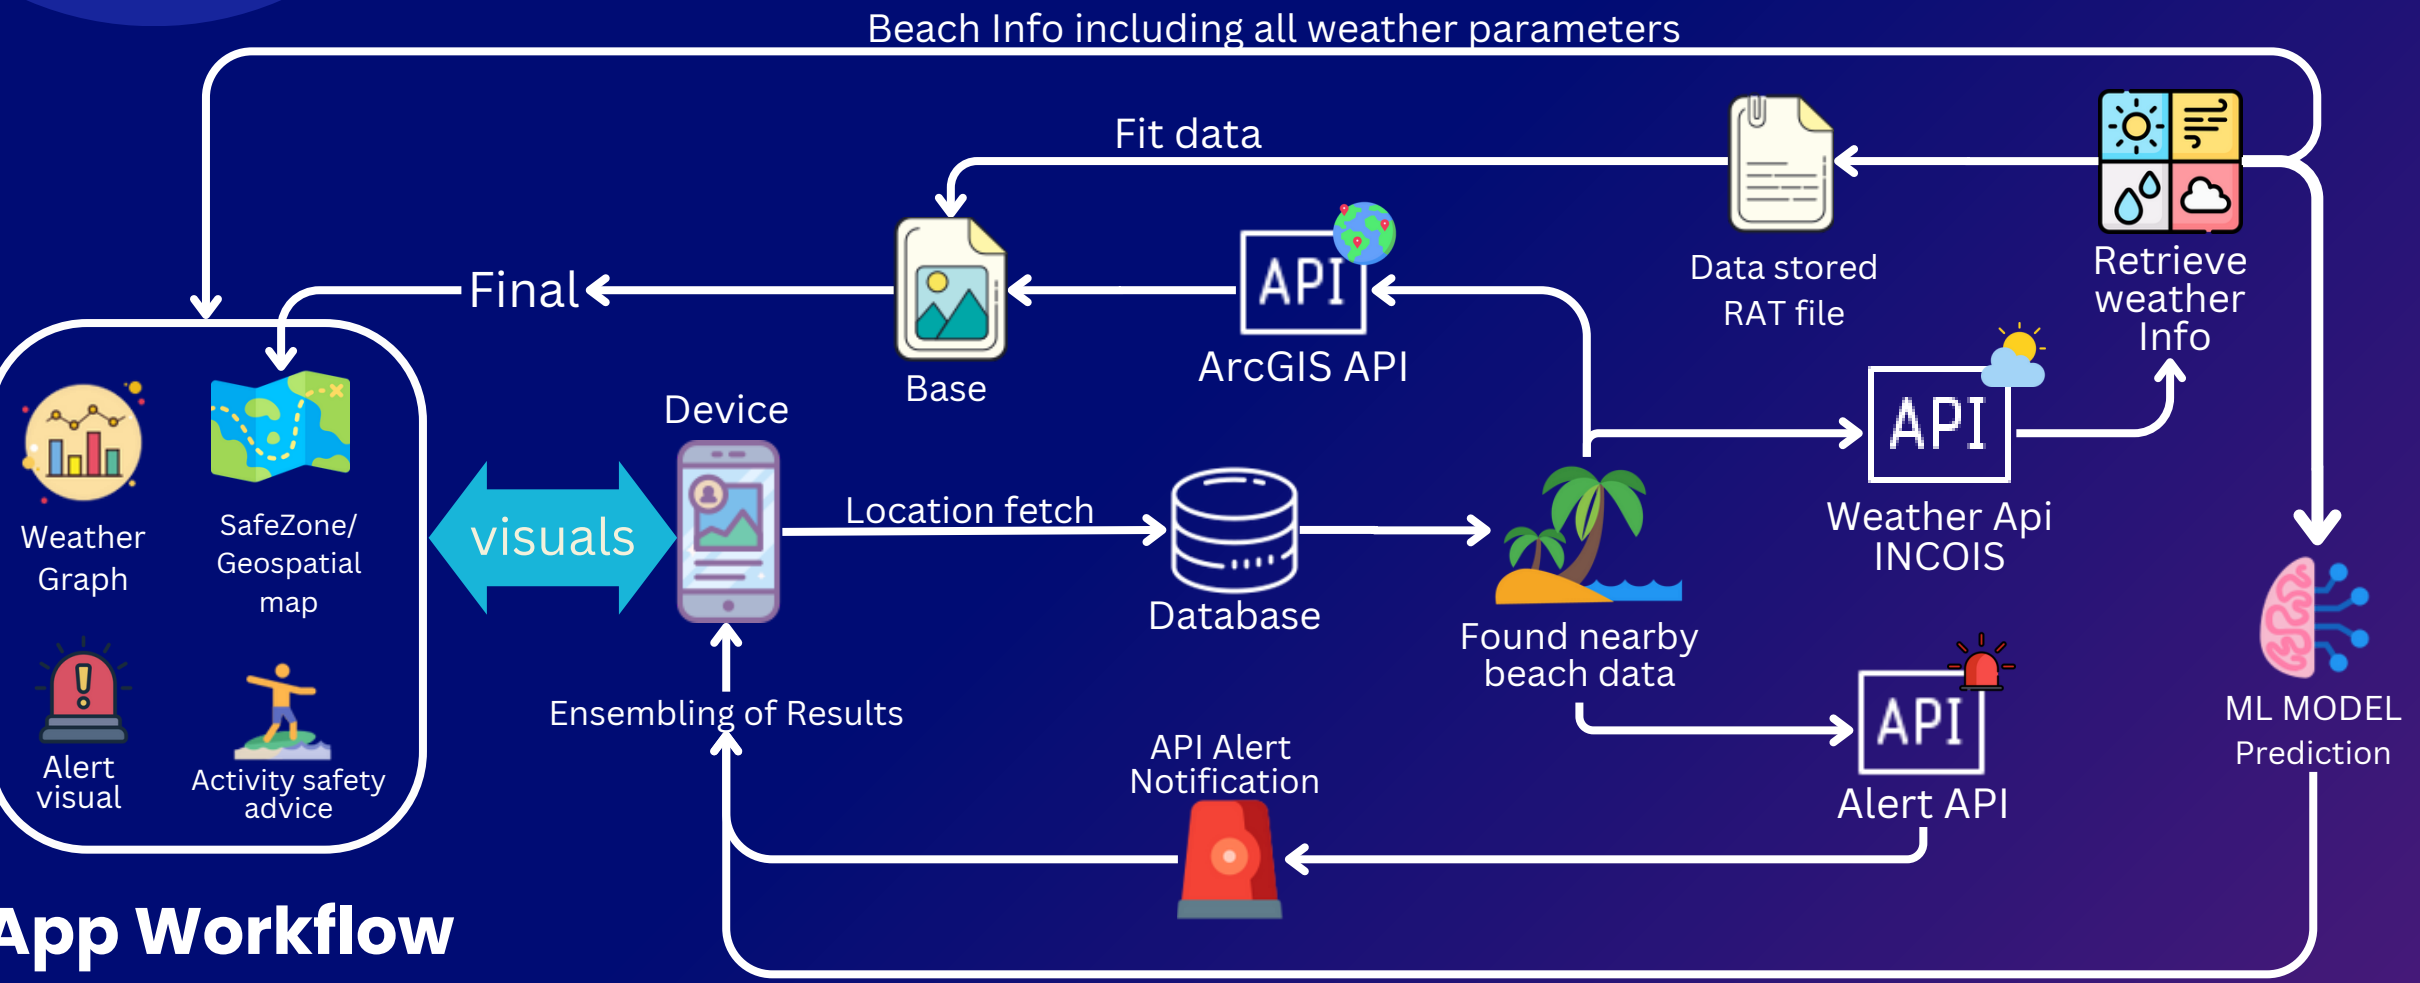 Beach Info including all weather parameters
Fit data
Final
Base
API
ArcGIS API
Data stored
RAT file
Retrieve
weather
Info
Device
visuals
Location fetch
Database
Found nearby
beach data
API
Weather Api
INCOIS
API
Alert API
ML MODEL
Prediction
Ensembling of Results
API Alert
Notification
Weather
Graph
SafeZone/
Geospatial
map
Alert
visual
Activity safety
advice
App Workflow